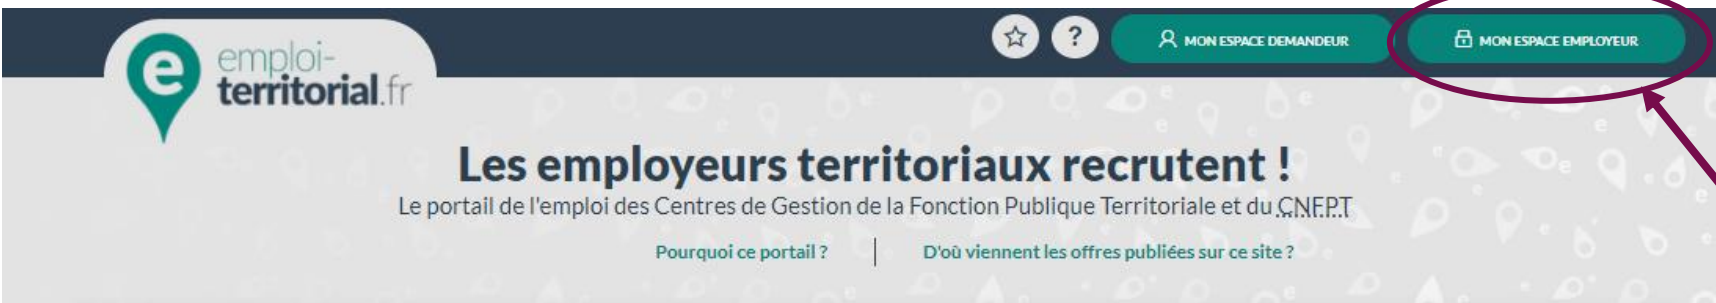 e
emploi-
territorial.fr
?
MON ESPACE DEMANDEUR
MON ESPACE EMPLOYEUR
Les employeurs territoriaux recrutent !
Le portail de l'emploi des Centres de Gestion de la Fonction Publique Territoriale et du CNFPT
Pourquoi ce portail ?
D'où viennent les offres publiées sur ce site ?